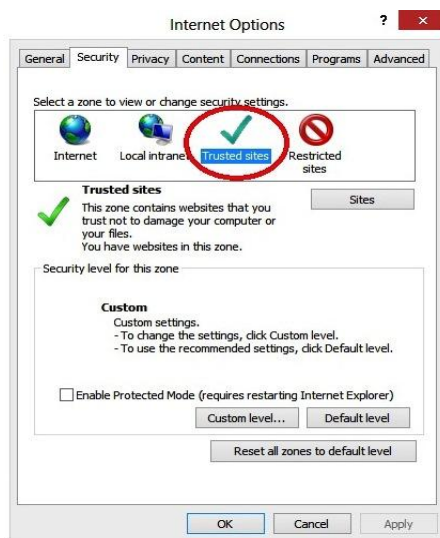 Internet Options
?
×
General Security Privacy Content Connections Programs Advanced
Select a zone to view or change security settings.
Internet Local intranet Trusted sites Restricted
sites
Trusted sites
Sites
This zone contains websites that you
trust not to damage your computer or
your files.
You have websites in this zone.
Security level for this zone
Custom
Custom settings.
- To change the settings, click Custom level.
- To use the recommended settings, click Default level.
Enable Protected Mode (requires restarting Internet Explorer)
Custom level... Default level
Reset all zones to default level
OK Cancel Apply